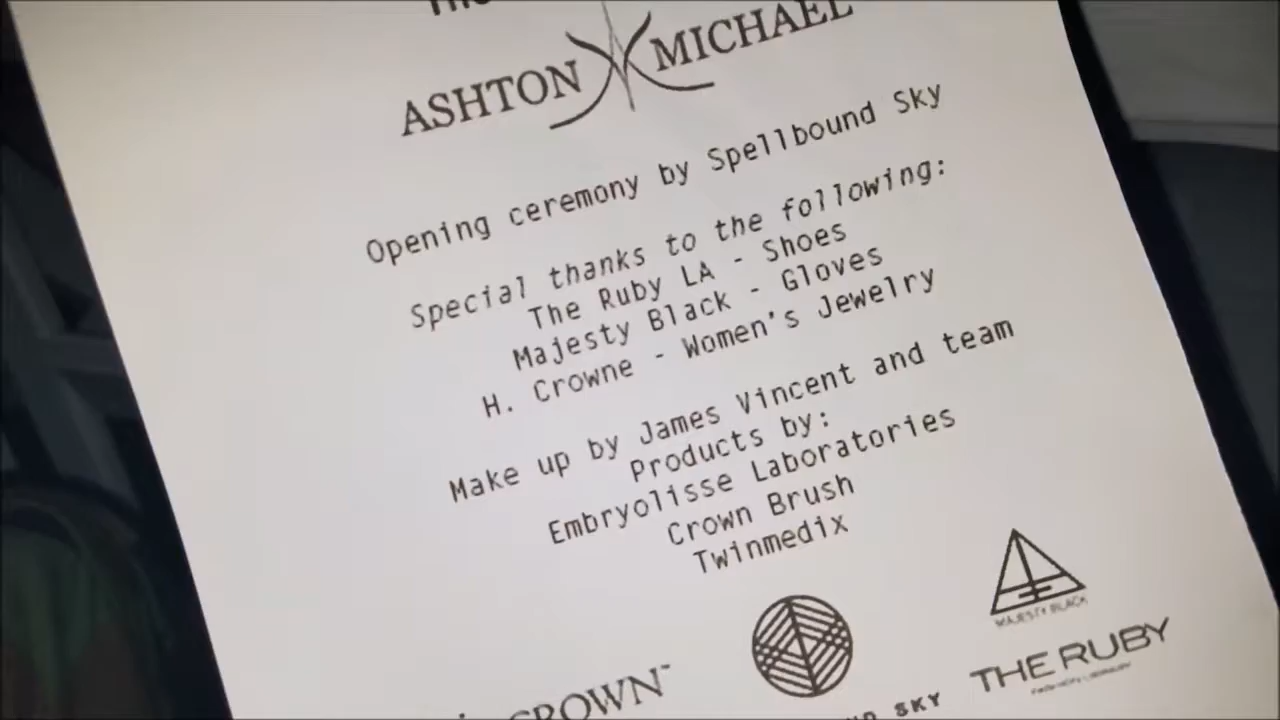 ASHTON MICHAEL
Opening ceremony by Spellbound Sky
Special thanks to the following:
The Ruby LA - Shoes
Majesty Black - Gloves
H. Crowne - Women's Jewelry
Make up by James Vincent and team
Products by:
Embryolisse Laboratories
Crown Brush
Twinmedix
MAJESTY BLACK
THE RUBY
CROWN™
SKY